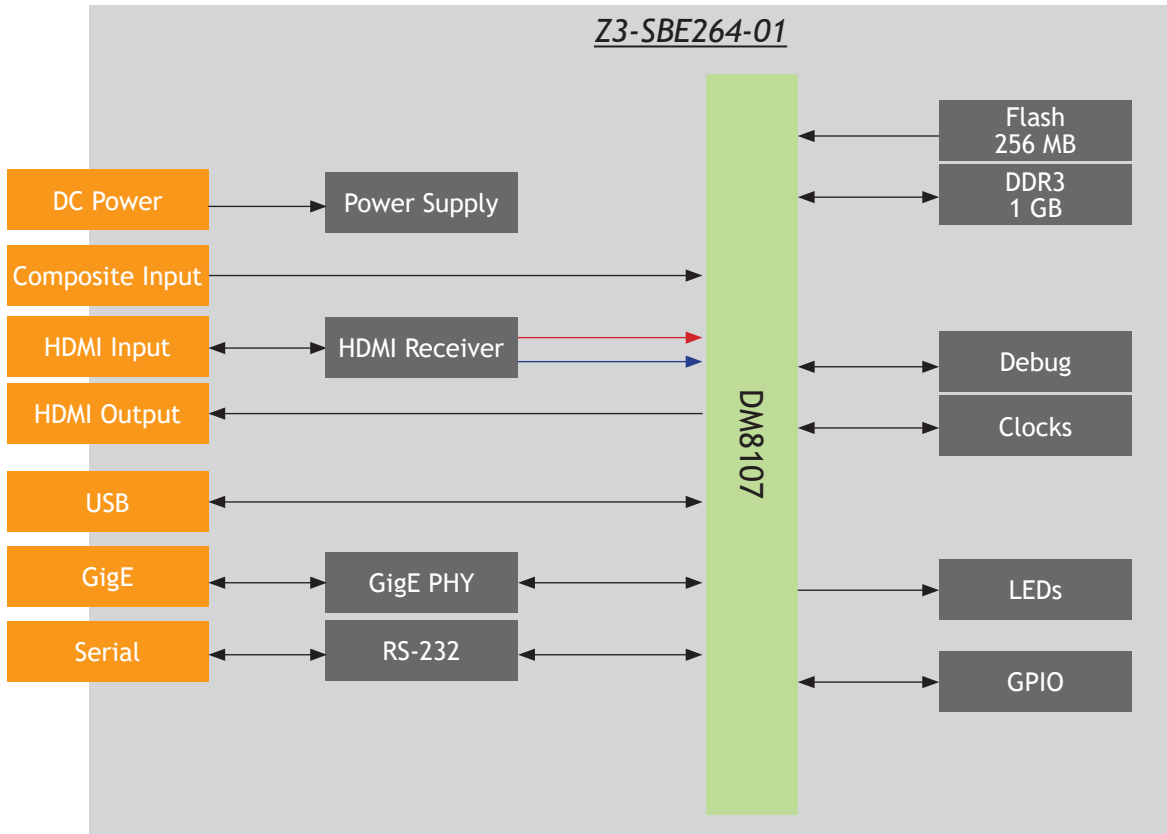 Z3-SBE264-01
Flash
256 MB
DDR3
1 GB
DC Power
Power Supply
Composite Input
HDMI Input
HDMI Receiver
Debug
HDMI Output
Clocks
DM8107
USB
GigE
GigE PHY
LEDs
Serial
RS-232
GPIO